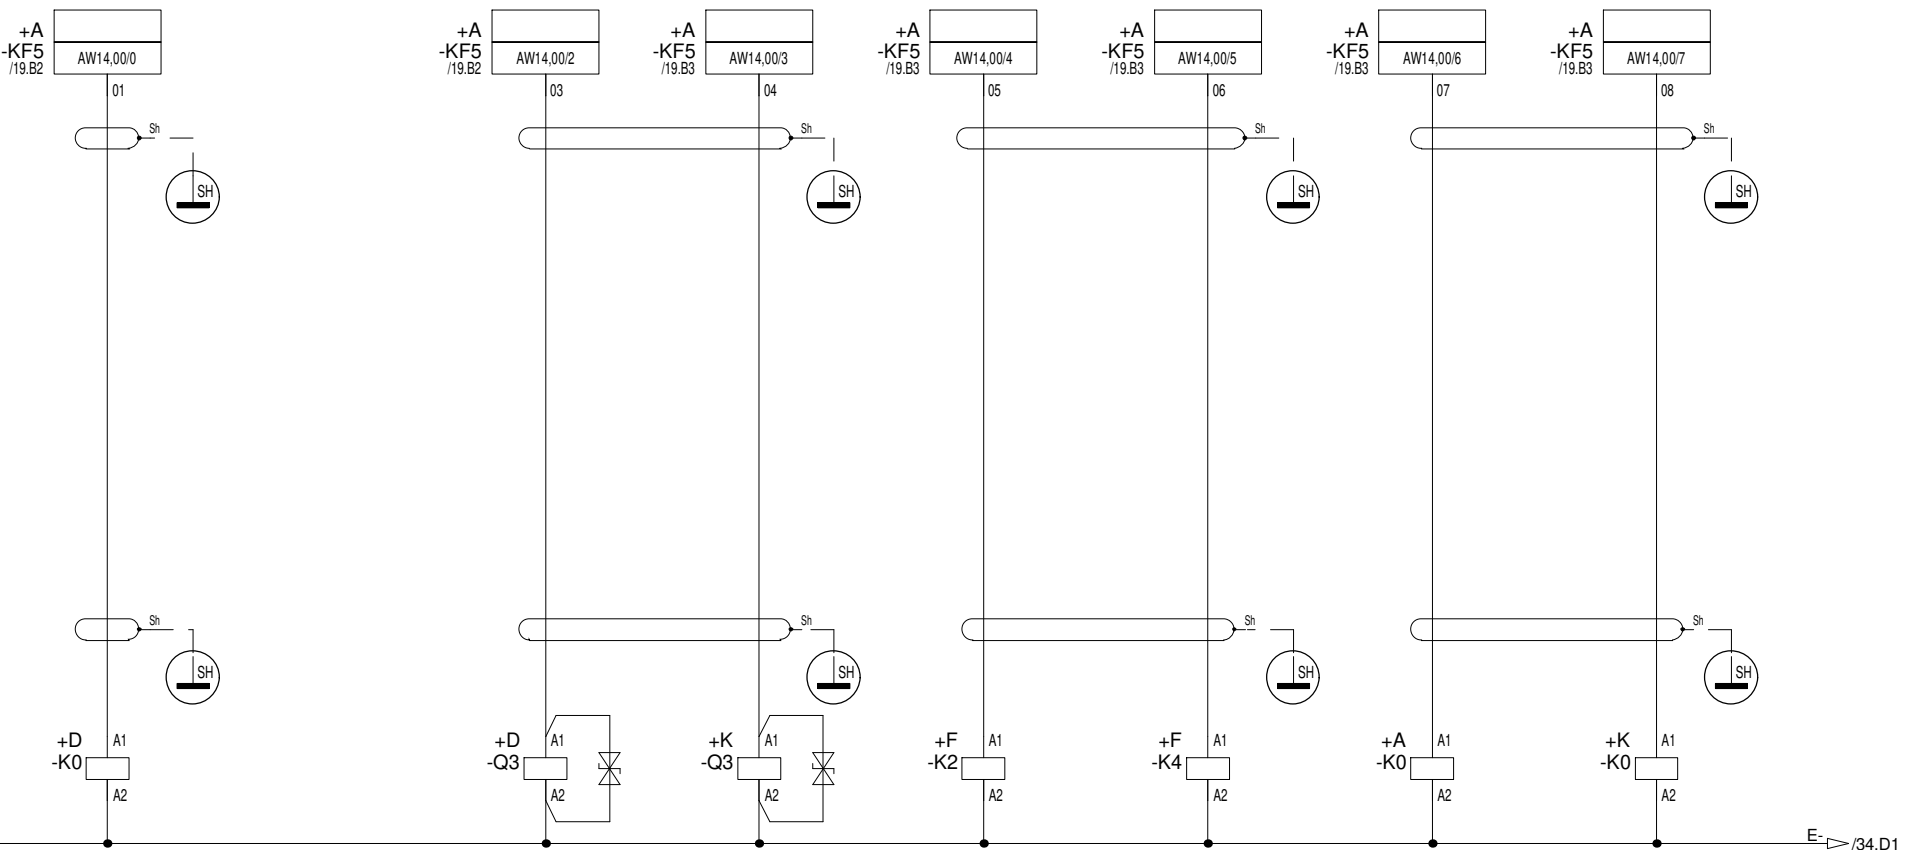 +A +A +A +A +A +A +A
-KF5 -KF5 -KF5 -KF5 -KF5 -KF5 -KF5
/19.B2 /19.B2 /19.B3 /19.B3 /19.B3 /19.B3 /19.B3
AW14,00/0 AW14,00/2 AW14,00/3 AW14,00/4 AW14,00/5 AW14,00/6 AW14,00/7
01 03 04 05 06 07 08
Sh Sh Sh Sh
SH SH SH SH
Sh Sh Sh Sh
SH SH SH SH
+D A1 +D A1 +K A1 +F A1 +F A1 +A A1 +K A1
-K0 -Q3 -Q3 -K2 -K4 -K0 -K0
A2 A2 A2 A2 A2 A2 A2
E- /34.D1